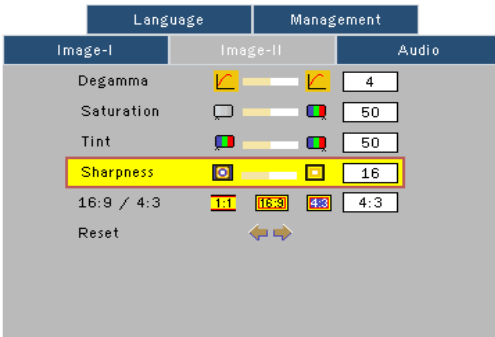 Language Management
Image-I Image-II Audio
Degamma 4
Saturation 50
Tint 50
Sharpness 16
16:9 / 4:3 1:1 16:9 4:3 4:3
Reset